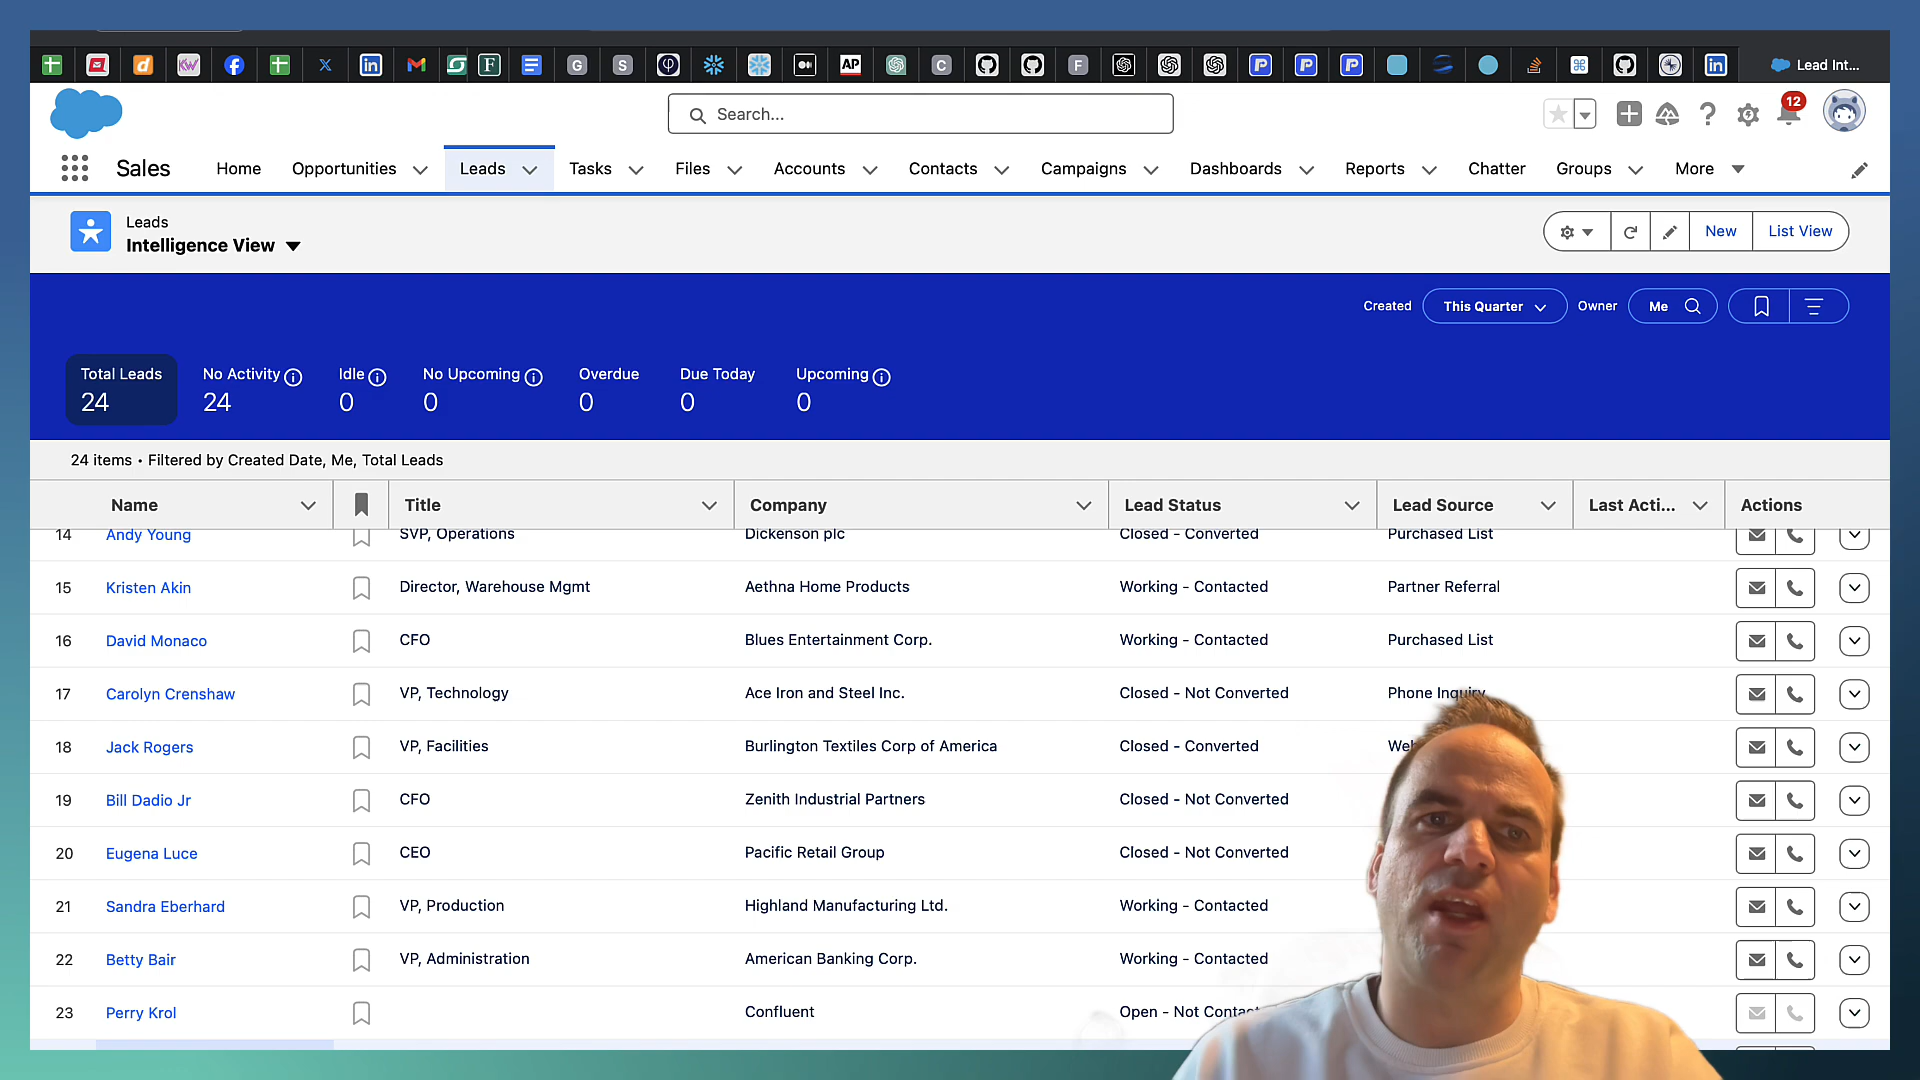 KW
G
S
AP
C
F
Lead Int...
Search...
12
Sales
Home
Opportunities
Leads
Tasks
Files
Accounts
Contacts
Campaigns
Dashboards
Reports
Chatter
Groups
More
Leads
Intelligence View
New
List View
Created
This Quarter
Owner
Me
Total Leads
24
No Activity
24
Idle
0
No Upcoming
0
Overdue
0
Due Today
0
Upcoming
0
24 items • Filtered by Created Date, Me, Total Leads
Name Title Company Lead Status Lead Source Last Acti... Actions
14 Andy Young SVP, Operations Dickenson plc Closed - Converted Purchased List
15 Kristen Akin Director, Warehouse Mgmt Aethna Home Products Working - Contacted Partner Referral
16 David Monaco CFO Blues Entertainment Corp. Working - Contacted Purchased List
17 Carolyn Crenshaw VP, Technology Ace Iron and Steel Inc. Closed - Not Converted Phone Inquiry
18 Jack Rogers VP, Facilities Burlington Textiles Corp of America Closed - Converted
19 Bill Dadio Jr CFO Zenith Industrial Partners Closed - Not Converted
20 Eugena Luce CEO Pacific Retail Group Closed - Not Converted
21 Sandra Eberhard VP, Production Highland Manufacturing Ltd. Working - Contacted
22 Betty Bair VP, Administration American Banking Corp. Working - Contacted
23 Perry Krol Confluent Open - Not